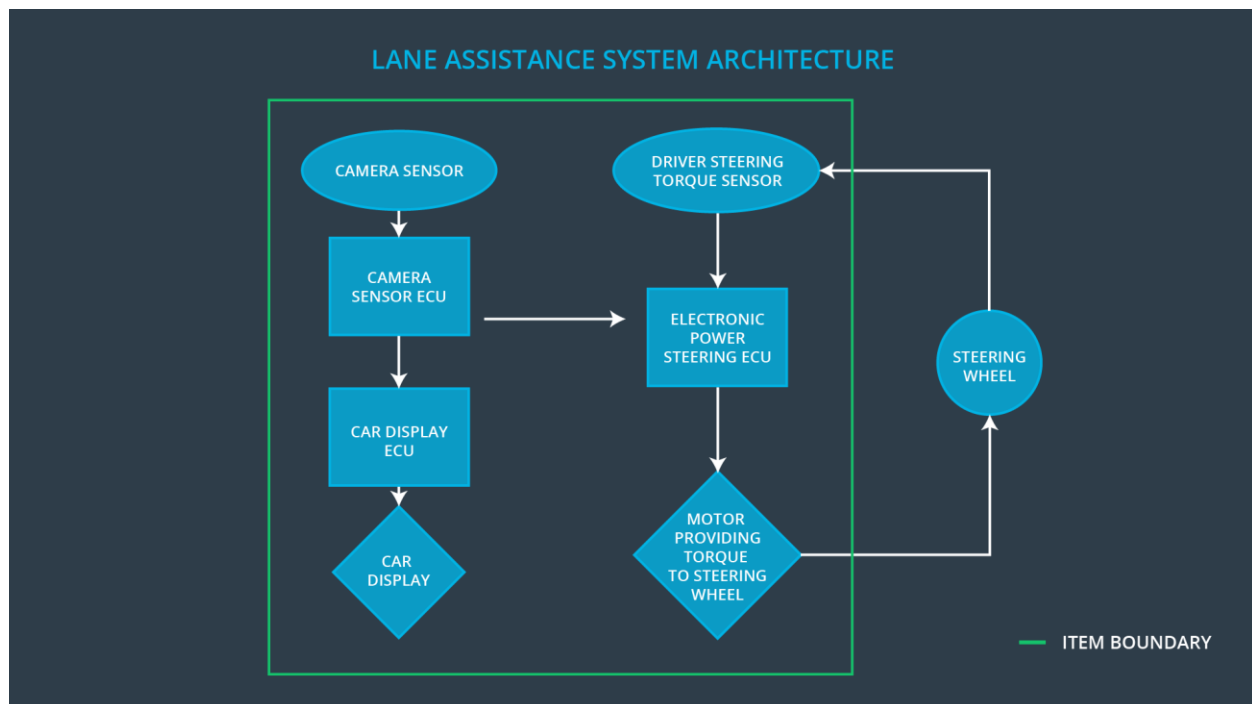 LANE ASSISTANCE SYSTEM ARCHITECTURE
CAMERA SENSOR
CAMERA
SENSOR ECU
CAR DISPLAY
ECU
CAR
DISPLAY
DRIVER STEERING
TORQUE SENSOR
ELECTRONIC
POWER
STEERING ECU
MOTOR
PROVIDING
TORQUE
TO STEERING
WHEEL
STEERING
WHEEL
ITEM BOUNDARY